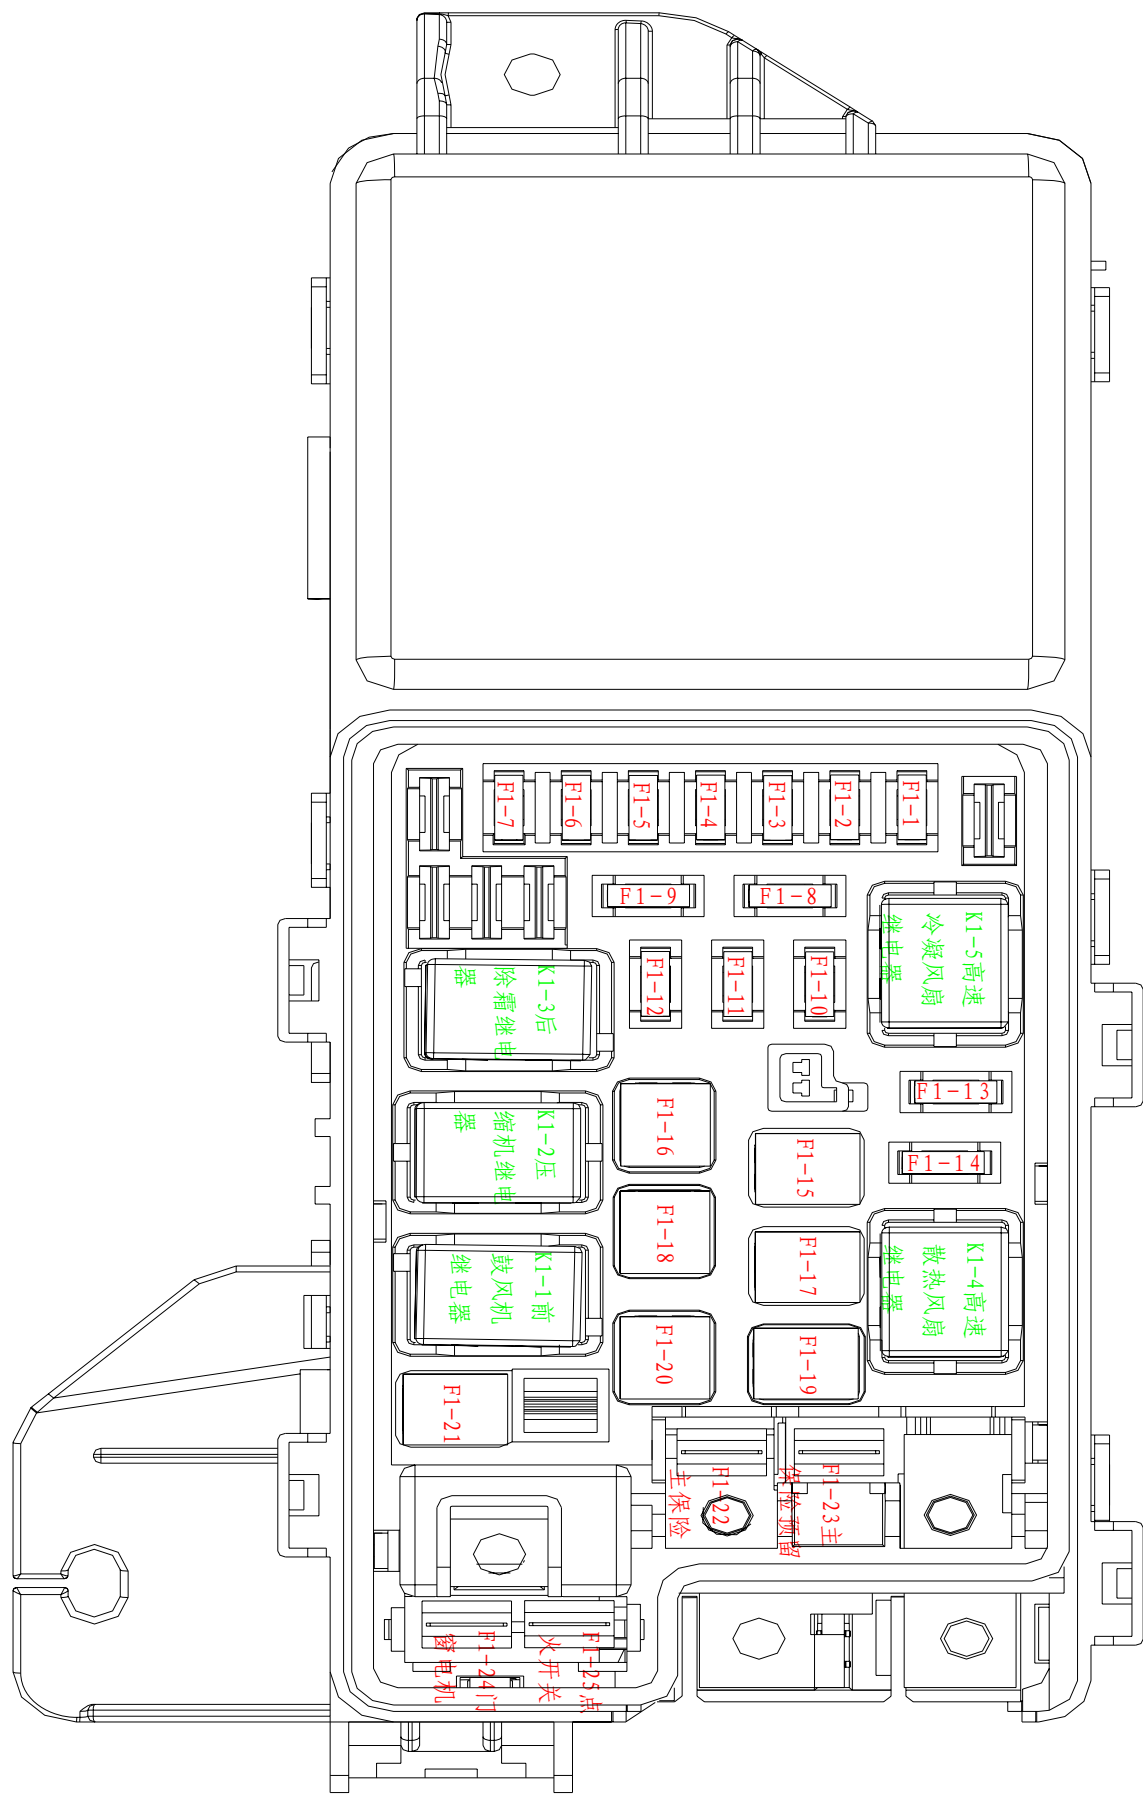 F1-7
F1-6
F1-5
F1-4
F1-3
F1-2
F1-1
F1-9
F1-8
K1-5高速
冷凝风扇
继电器
K1-3后
除霜继电
器
F1-12
F1-11
F1-10
F1-13
K1-2压
缩机继电
器
F1-16
F1-15
F1-14
F1-18
F1-17
K1-4高速
散热风扇
继电器
K1-1前
鼓风机
继电器
F1-20
F1-19
F1-21
F1-22
主保险
F1-23主
保险预留
F1-24门
窗电机
F1-25点
火开关